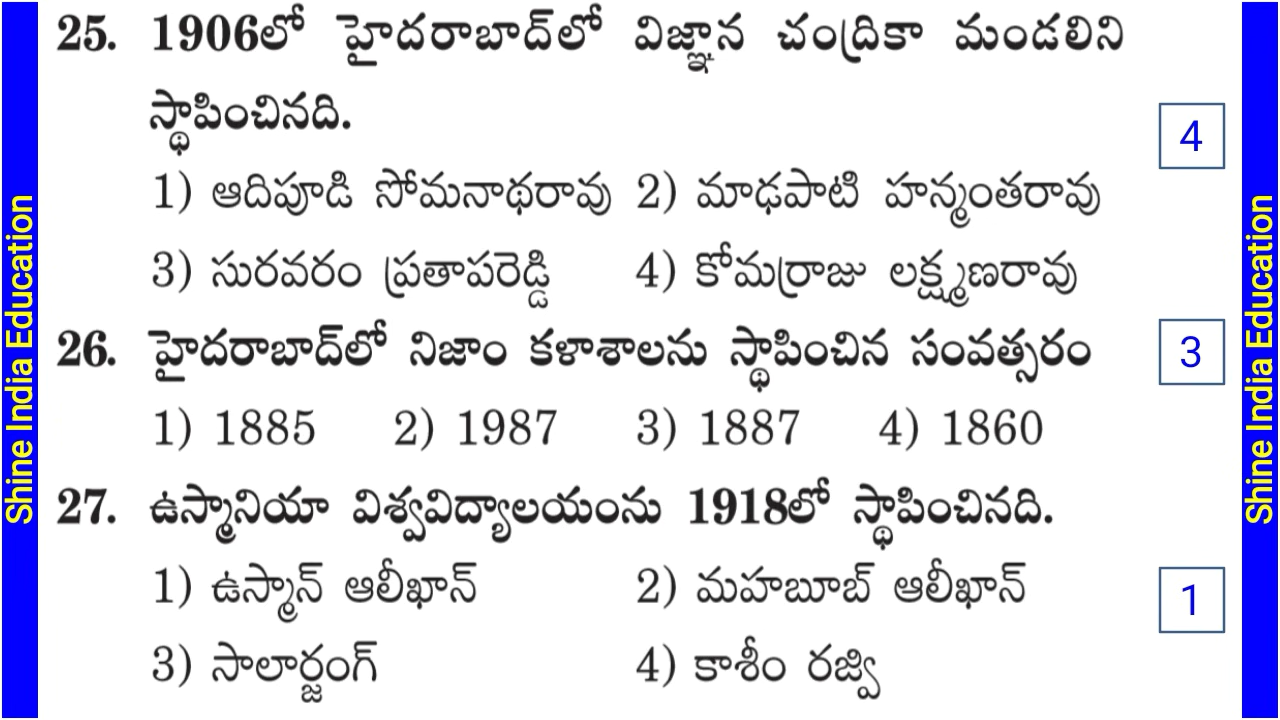 Shine India Education
25. 1906లో హైదరాబాద్‌లో విజ్ఞాన చంద్రికా మండలిని
స్థాపించినది.
4
1) ఆదిపూడి సోమనాథరావు 2) మాఢపాటి హన్మంతరావు
3) సురవరం ప్రతాపరెడ్డి 4) కోమర్రాజు లక్ష్మణరావు
26. హైదరాబాద్‌లో నిజాం కళాశాలను స్థాపించిన సంవత్సరం
3
1) 1885 2) 1987 3) 1887 4) 1860
27. ఉస్మానియా విశ్వవిద్యాలయంను 1918లో స్థాపించినది.
1) ఉస్మాన్ ఆలీఖాన్ 2) మహబూబ్ ఆలీఖాన్
1
3) సాలార్జంగ్ 4) కాశీం రజ్వి
Shine India Education